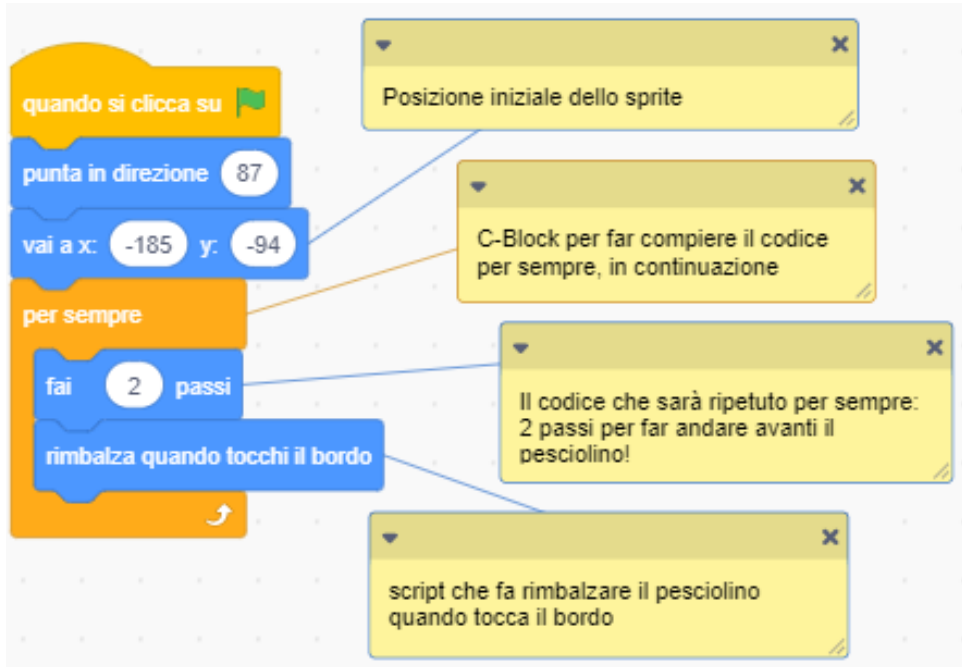 quando si clicca su
punta in direzione 87
vai a x: -185 y: -94
per sempre
fai 2 passi
rimbalza quando tocchi il bordo
Posizione iniziale dello sprite
C-Block per far compiere il codice
per sempre, in continuazione
Il codice che sarà ripetuto per sempre:
2 passi per far andare avanti il
pesciolino!
script che fa rimbalzare il pesciolino
quando tocca il bordo